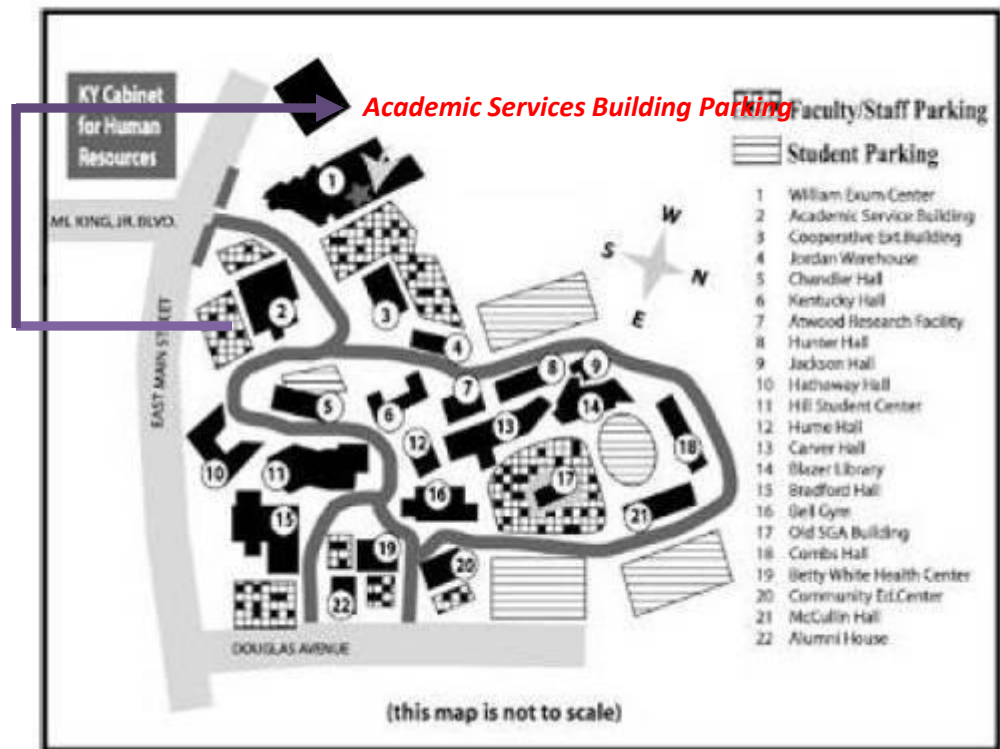 KY Cabinet
for Human
Resources
Academic Services Building Parking
Faculty/Staff Parking
Student Parking
ML KING, JR. BLVD.
EAST MAIN STREET
DOUGLAS AVENUE
W
S
N
E
1
2
3
4
5
6
7
8
9
10
11
12
13
14
15
16
17
18
19
20
21
22
1 William Exum Center
2 Academic Service Building
3 Cooperative Ext.Building
4 Jordan Warehouse
5 Chandler Hall
6 Kentucky Hall
7 Atwood Research Facility
8 Hunter Hall
9 Jackson Hall
10 Hathaway Hall
11 Hill Student Center
12 Hume Hall
13 Carver Hall
14 Blazer Library
15 Bradford Hall
16 Bell Gym
17 Old SGA Building
18 Combs Hall
19 Betty White Health Center
20 Community Ed.Center
21 McCullin Hall
22 Alumni House
(this map is not to scale)